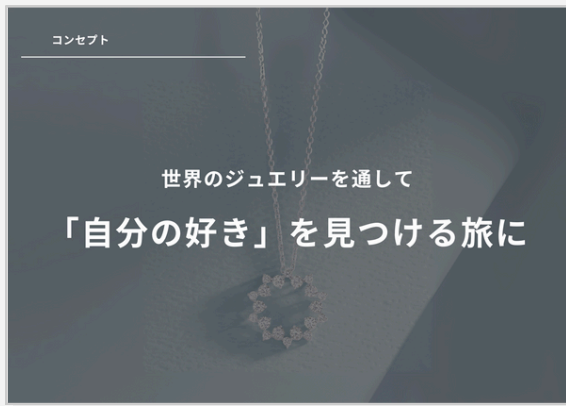 コンセプト
世界のジュエリーを通して
「自分の好き」を見つける旅に